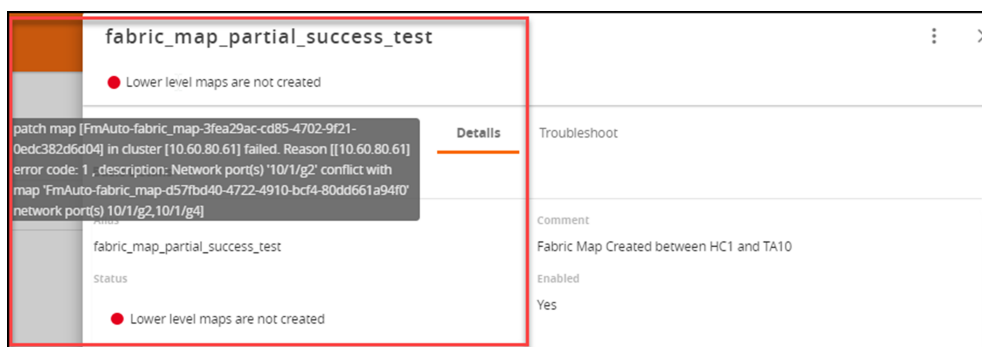 fabric_map_partial_success_test
Lower level maps are not created
patch map [FmAuto-fabric_map-3fea29ac-cd85-4702-9f21-
0edc382d6d04] in cluster [10.60.80.61] failed. Reason [[10.60.80.61]
error code: 1 , description: Network port(s) '10/1/g2' conflict with
map 'FmAuto-fabric_map-d57fbd40-4722-4910-bcf4-80dd661a94f0'
network port(s) 10/1/g2,10/1/g4]
Details
Troubleshoot
Alias
Comment
fabric_map_partial_success_test
Fabric Map Created between HC1 and TA10
Status
Enabled
Yes
Lower level maps are not created